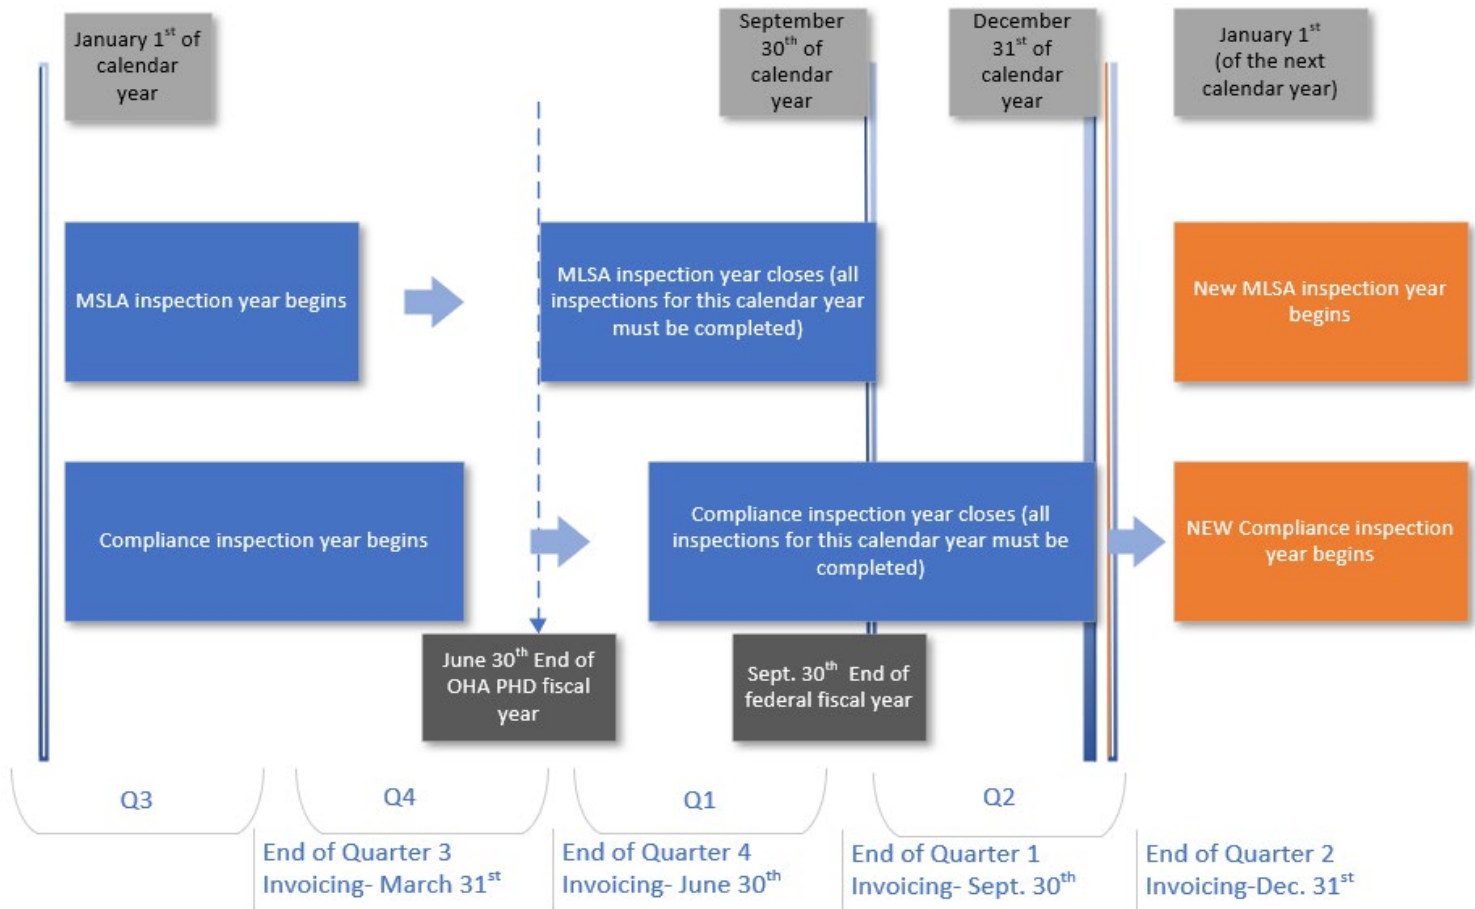 January 1st of
calendar
year
September
30th of
calendar
year
December
31st of
calendar
year
January 1st
(of the next
calendar year)
MSLA inspection year begins
MLSA inspection year closes (all
inspections for this calendar year
must be completed)
New MLSA inspection year
begins
Compliance inspection year begins
Compliance inspection year closes (all
inspections for this calendar year must be
completed)
NEW Compliance inspection
year begins
June 30th End of
OHA PHD fiscal
year
Sept. 30th End of
federal fiscal year
Q3
Q4
Q1
Q2
End of Quarter 3
Invoicing- March 31st
End of Quarter 4
Invoicing- June 30th
End of Quarter 1
Invoicing- Sept. 30th
End of Quarter 2
Invoicing-Dec. 31st